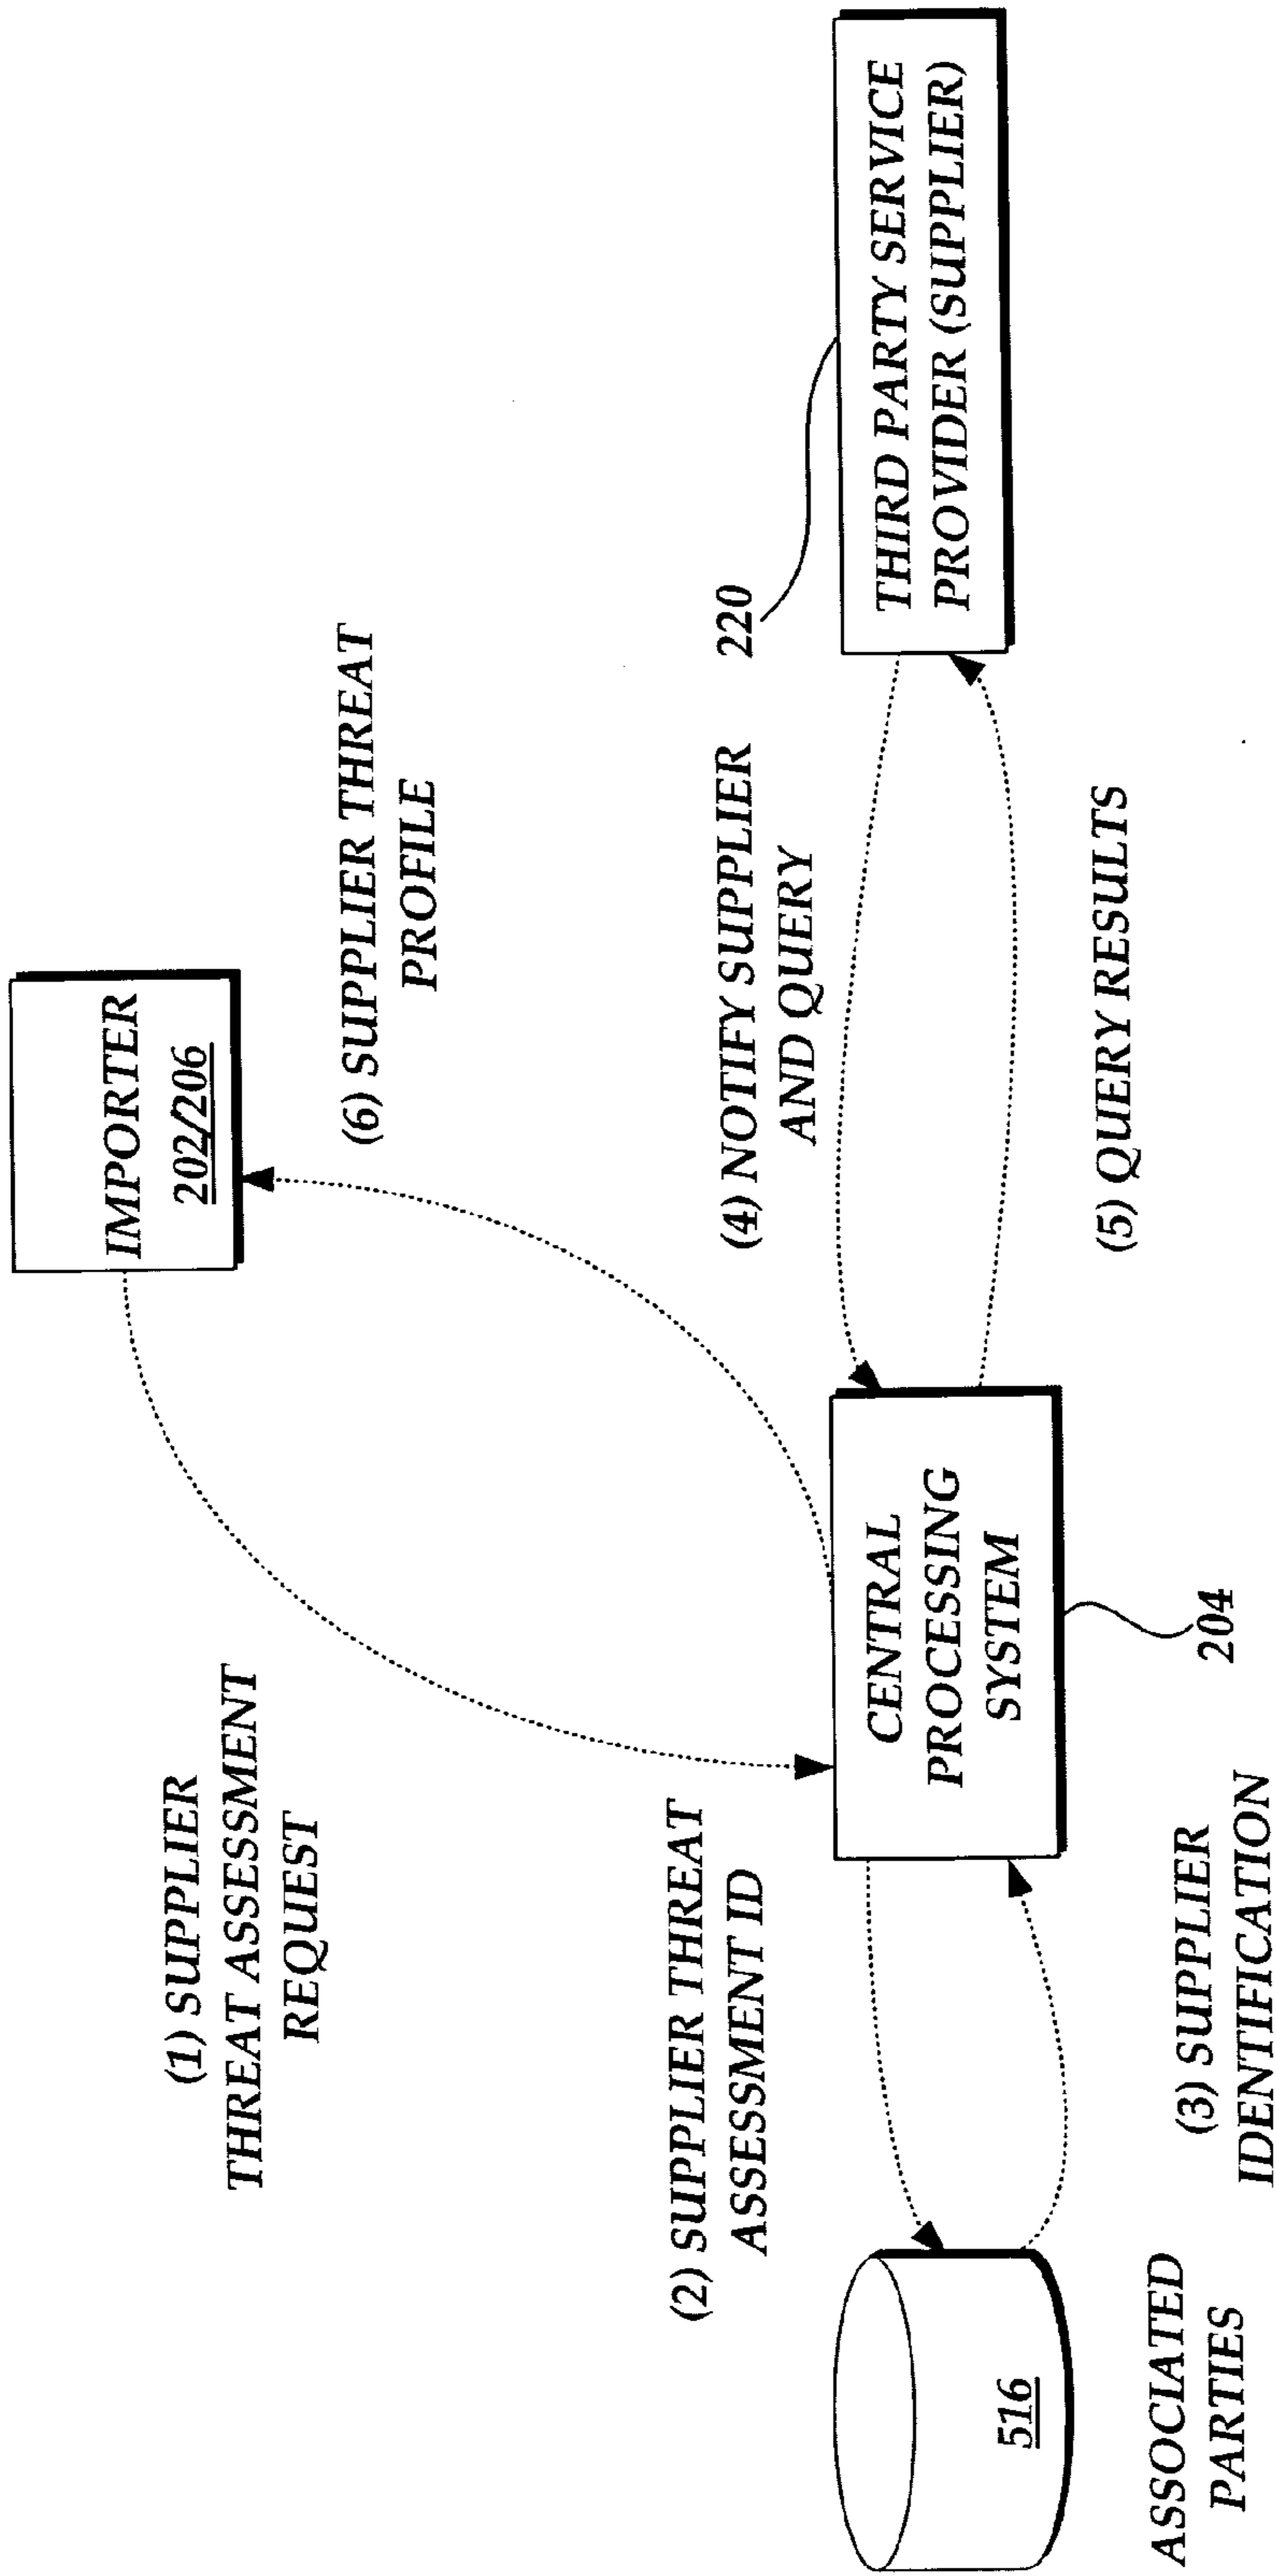 IMPORTER
202/206
(1) SUPPLIER
THREAT ASSESSMENT
REQUEST
(6) SUPPLIER THREAT
PROFILE
(2) SUPPLIER THREAT
ASSESSMENT ID
(4) NOTIFY SUPPLIER
AND QUERY
220
516
CENTRAL
PROCESSING
SYSTEM
THIRD PARTY SERVICE
PROVIDER (SUPPLIER)
ASSOCIATED
PARTIES
(3) SUPPLIER
IDENTIFICATION
204
(5) QUERY RESULTS